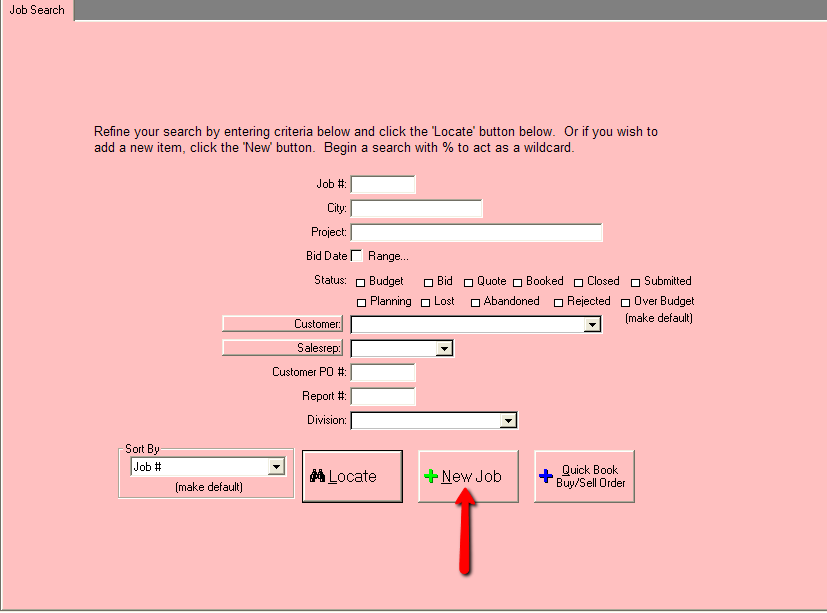 Job Search
Refine your search by entering criteria below and click the 'Locate' button below.  Or if you wish to
add a new item, click the 'New' button.  Begin a search with % to act as a wildcard.
Job #:
City:
Project:
Bid Date Range...
Status: Budget Bid Quote Booked Closed Submitted
Planning Lost Abandoned Rejected Over Budget
(make default)
Customer:
Salesrep:
Customer PO #:
Report #:
Division:
Sort By
Job #
(make default)
Locate
New Job
Quick Book
Buy/Sell Order